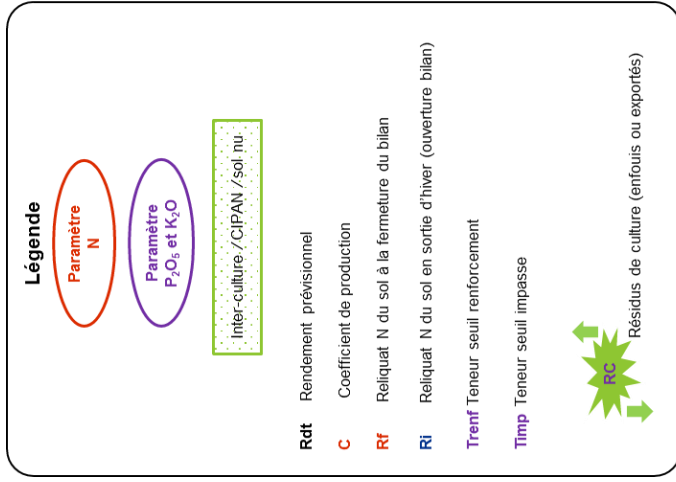 Légende
Paramètre
N
Paramètre
P₂O₅ et K₂O
Inter-culture / CIPAN / sol nu
Rdt Rendement prévisionnel
C Coefficient de production
Rf Reliquat N du sol à la fermeture du bilan
Ri Reliquat N du sol en sortie d'hiver (ouverture bilan)
Trenf Teneur seuil renforcement
Timp Teneur seuil impasse
RC
Résidus de culture (enfouis ou exportés)